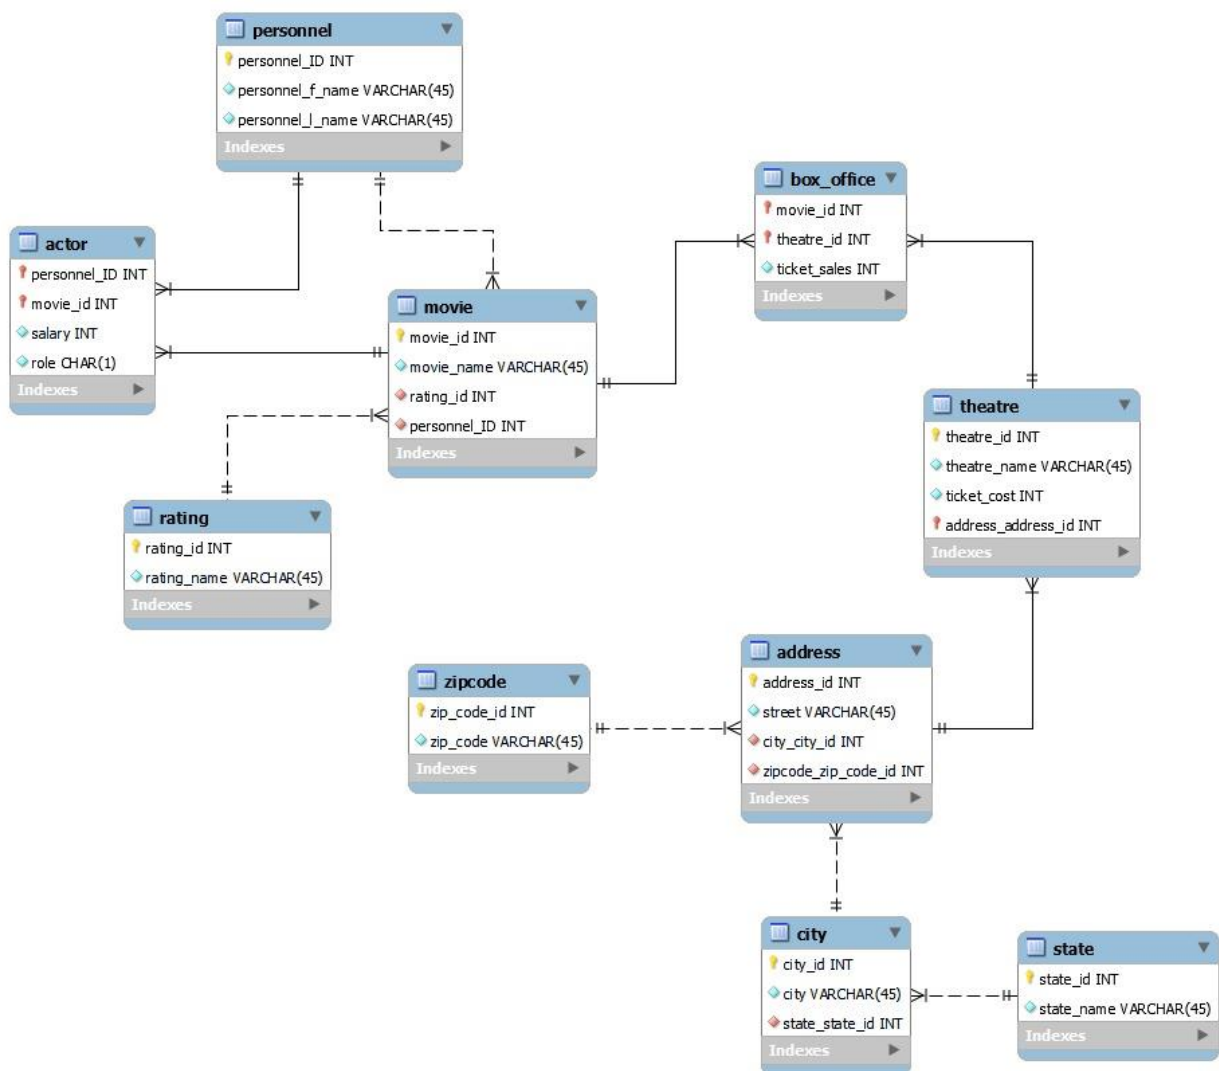 personnel
personnel_ID INT
personnel_f_name VARCHAR(45)
personnel_l_name VARCHAR(45)
Indexes
box_office
movie_id INT
theatre_id INT
ticket_sales INT
Indexes
actor
personnel_ID INT
movie_id INT
salary INT
role CHAR(1)
Indexes
movie
movie_id INT
movie_name VARCHAR(45)
rating_id INT
personnel_ID INT
Indexes
theatre
theatre_id INT
theatre_name VARCHAR(45)
ticket_cost INT
address_address_id INT
Indexes
rating
rating_id INT
rating_name VARCHAR(45)
Indexes
zipcode
zip_code_id INT
zip_code VARCHAR(45)
Indexes
address
address_id INT
street VARCHAR(45)
city_city_id INT
zipcode_zip_code_id INT
Indexes
city
city_id INT
city VARCHAR(45)
state_state_id INT
Indexes
state
state_id INT
state_name VARCHAR(45)
Indexes